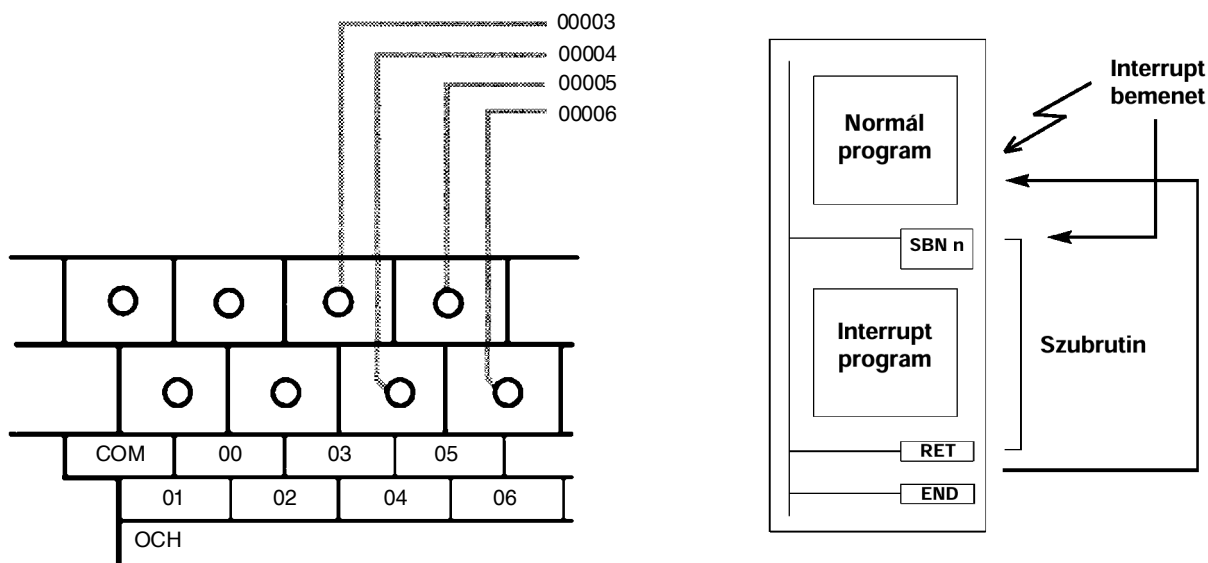 00003
00004
00005
00006
COM 00 03 05
01 02 04 06
OCH
Normál
program
SBN n
Interrupt
program
RET
END
Interrupt
bemenet
Szubrutin